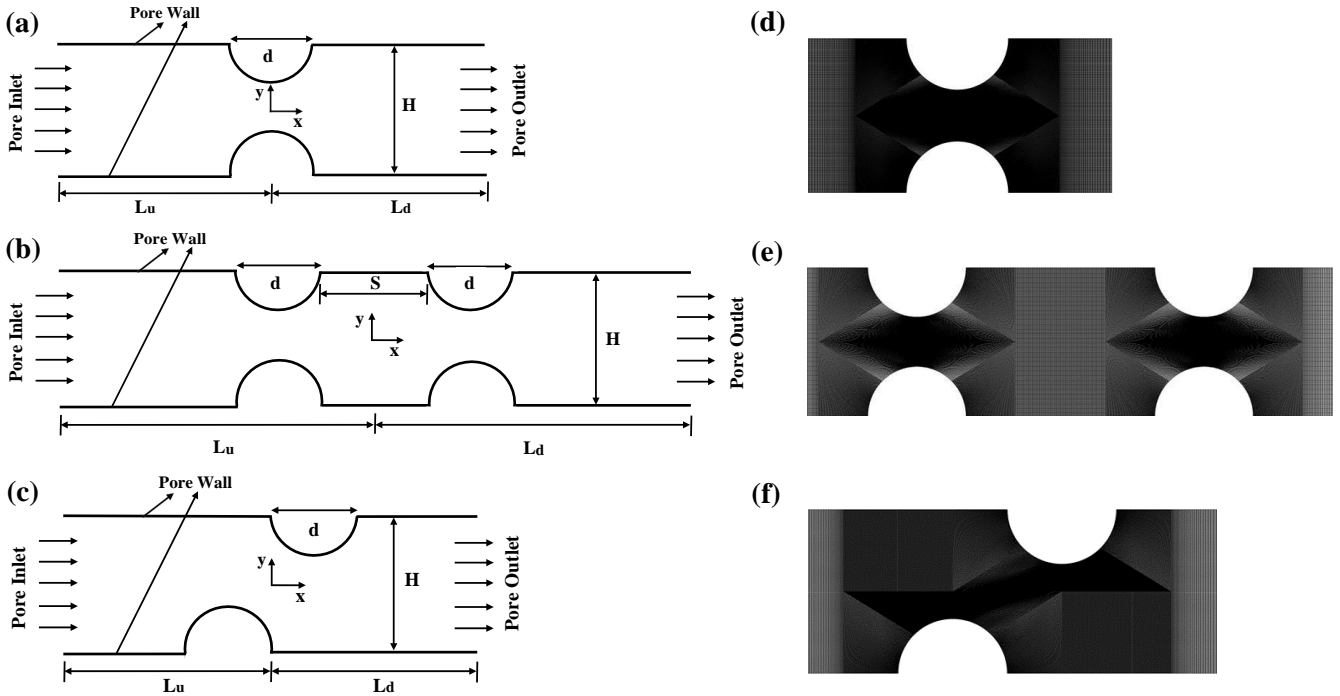 (a)
Pore Wall
d
Pore Inlet
y
x
H
Pore Outlet
Lu
Ld
(b)
Pore Wall
d
S
d
Pore Inlet
y
x
H
Pore Outlet
Lu
Ld
(c)
Pore Wall
d
Pore Inlet
y
x
H
Pore Outlet
Lu
Ld
(d)
(e)
(f)